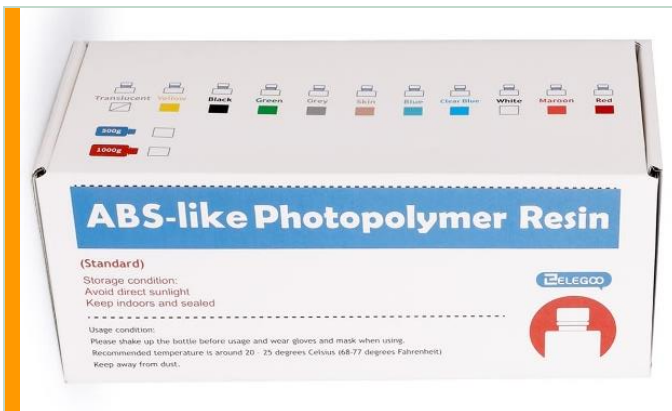 Translucent Yellow Black Green Grey Skin Blue Clear Blue White Maroon Red
500g
1000g
ABS-like Photopolymer Resin
(Standard)
Storage condition:
Avoid direct sunlight
Keep indoors and sealed
ELEGOO
Usage condition:
Please shake up the bottle before usage and wear gloves and mask when using.
Recommended temperature is around 20 - 25 degrees Celsius (68-77 degrees Fahrenheit)
Keep away from dust.